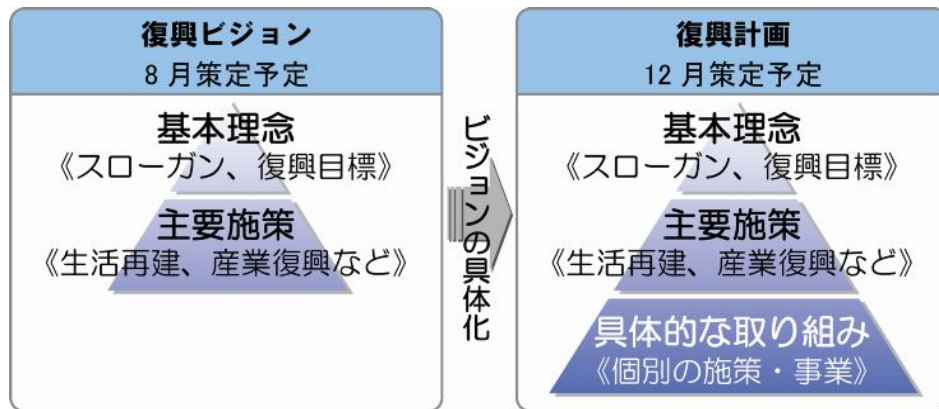 復興ビジョン
8月策定予定
基本理念
《スローガン、復興目標》
主要施策
《生活再建、産業復興など》
ビジョンの具体化
復興計画
12月策定予定
基本理念
《スローガン、復興目標》
主要施策
《生活再建、産業復興など》
具体的な取り組み
《個別の施策・事業》